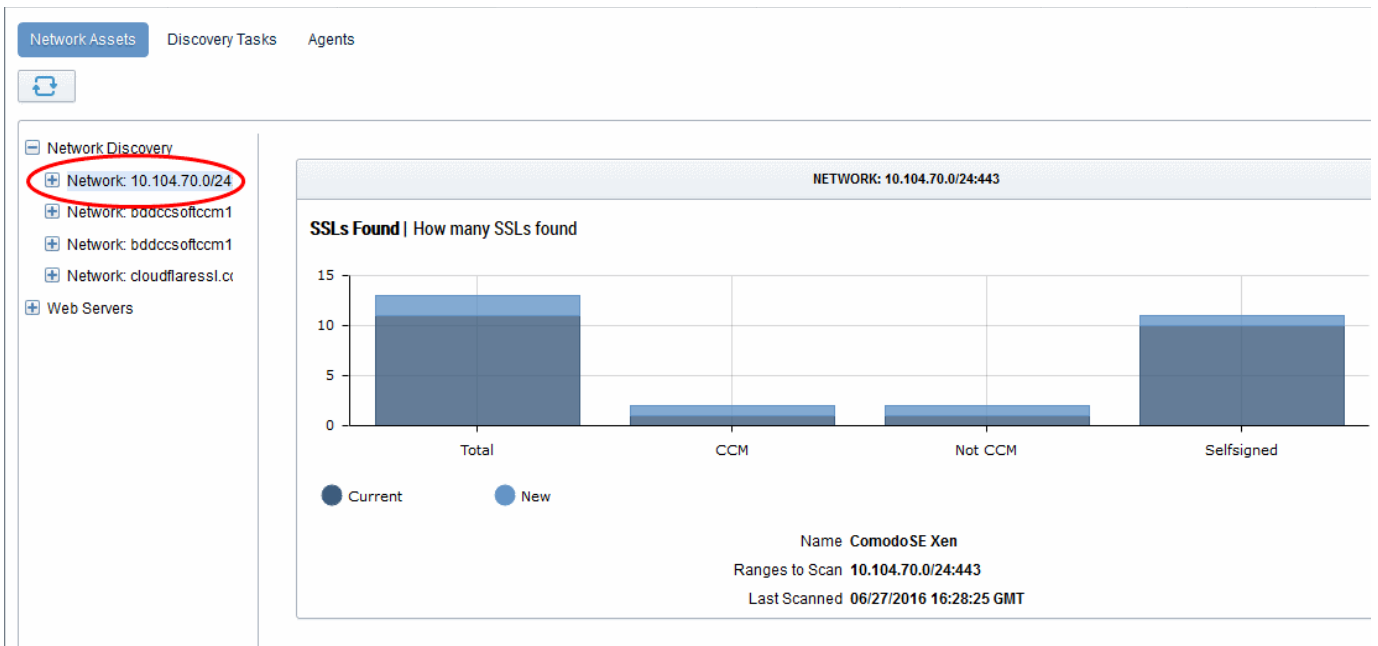 Network Assets Discovery Tasks Agents
Network Discovery
Network: 10.104.70.0/24
Network: bddccsoftccm1
Network: bddccsoftccm1
Network: cloudflaressl.cc
Web Servers
NETWORK: 10.104.70.0/24:443
SSLs Found | How many SSLs found
15
10
5
0
Total CCM Not CCM Selfsigned
Current New
Name ComodoSE Xen
Ranges to Scan 10.104.70.0/24:443
Last Scanned 06/27/2016 16:28:25 GMT